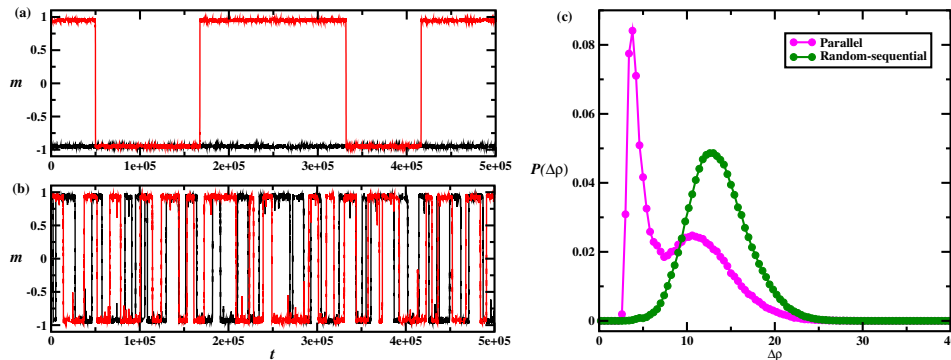 (a)
1
0.5
m 0
-0.5
-1
0 1e+05 2e+05 3e+05 4e+05 5e+05
(b)
1
0.5
m 0
-0.5
-1
0 1e+05 2e+05 3e+05 4e+05 5e+05
t
(c)
Parallel
Random-sequential
0.08
0.06
P(Δρ)
0.04
0.02
0
0 10 20 30
Δρ